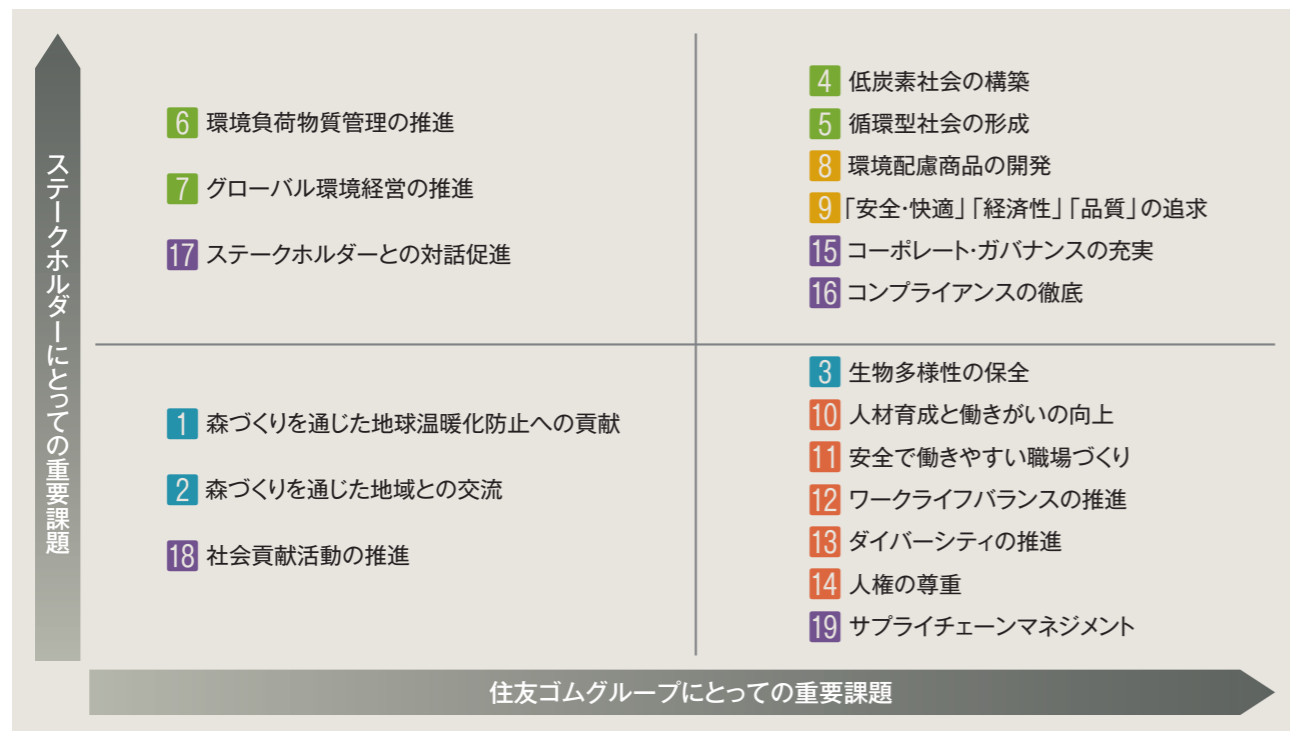 ステークホルダーにとっての重要課題
6 環境負荷物質管理の推進
7 グローバル環境経営の推進
17 ステークホルダーとの対話促進
4 低炭素社会の構築
5 循環型社会の形成
8 環境配慮商品の開発
9 「安全・快適」「経済性」「品質」の追求
15 コーポレート・ガバナンスの充実
16 コンプライアンスの徹底
1 森づくりを通じた地球温暖化防止への貢献
2 森づくりを通じた地域との交流
18 社会貢献活動の推進
3 生物多様性の保全
10 人材育成と働きがいの向上
11 安全で働きやすい職場づくり
12 ワークライフバランスの推進
13 ダイバーシティの推進
14 人権の尊重
19 サプライチェーンマネジメント
住友ゴムグループにとっての重要課題